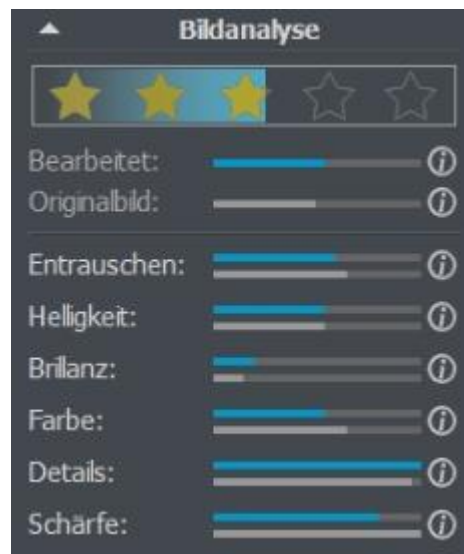 Bildanalyse
Bearbeitet:
Originalbild:
Entrauschen:
Helligkeit:
Brillanz:
Farbe:
Details:
Schärfe: